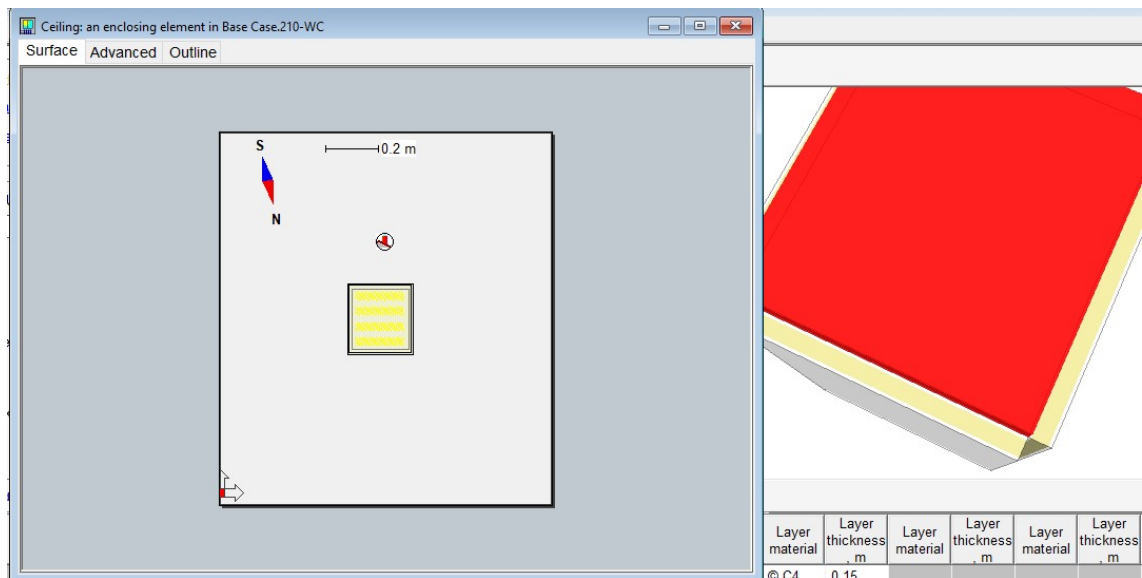 Ceiling: an enclosing element in Base Case.210-WC
Surface Advanced Outline
S
0.2 m
N
Layer material
Layer thickness , m
Layer material
Layer thickness , m
Layer material
Layer thickness , m
© C4 0.15